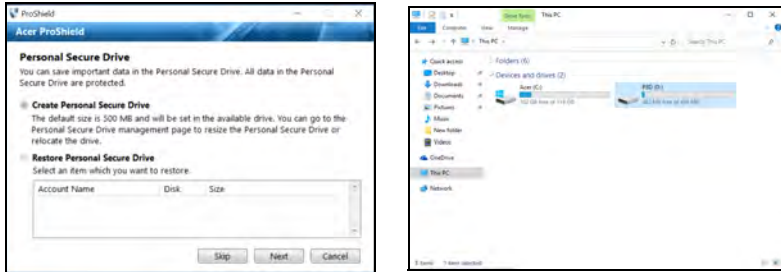 ProShield
Acer ProShield
Personal Secure Drive
You can save important data in the Personal Secure Drive. All data in the Personal
Secure Drive are protected.
Create Personal Secure Drive
The default size is 500 MB and will be set in the available drive. You can go to the
Personal Secure Drive management page to resize the Personal Secure Drive or
relocate the drive.
Restore Personal Secure Drive
Select an item which you want to restore.
Account Name Disk Size
Skip Next Cancel
This PC
File Computer View Manage
This PC
Search This PC
Quick access
Desktop
Downloads
Documents
Pictures
Music
New folder
Videos
OneDrive
This PC
Network
Folders (6)
Devices and drives (2)
Acer (C:)
PSD (D:)